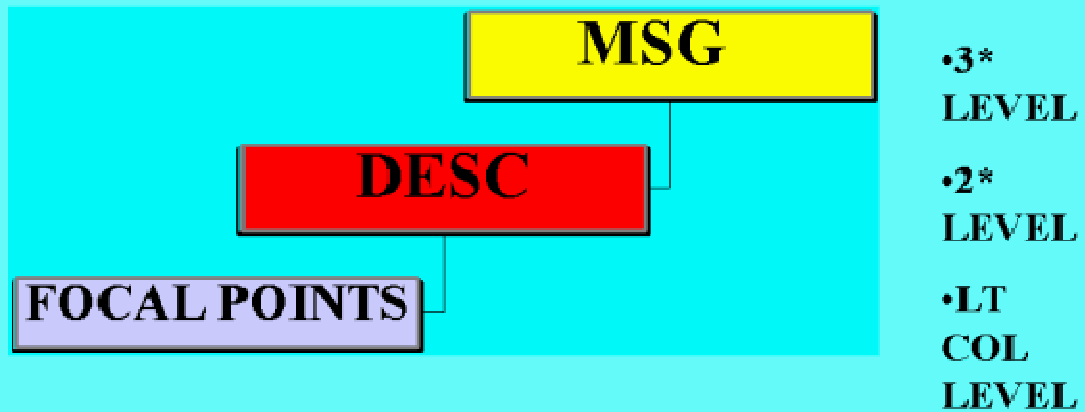 MSG
DESC
FOCAL POINTS
•3*
LEVEL
•2*
LEVEL
•LT
COL
LEVEL